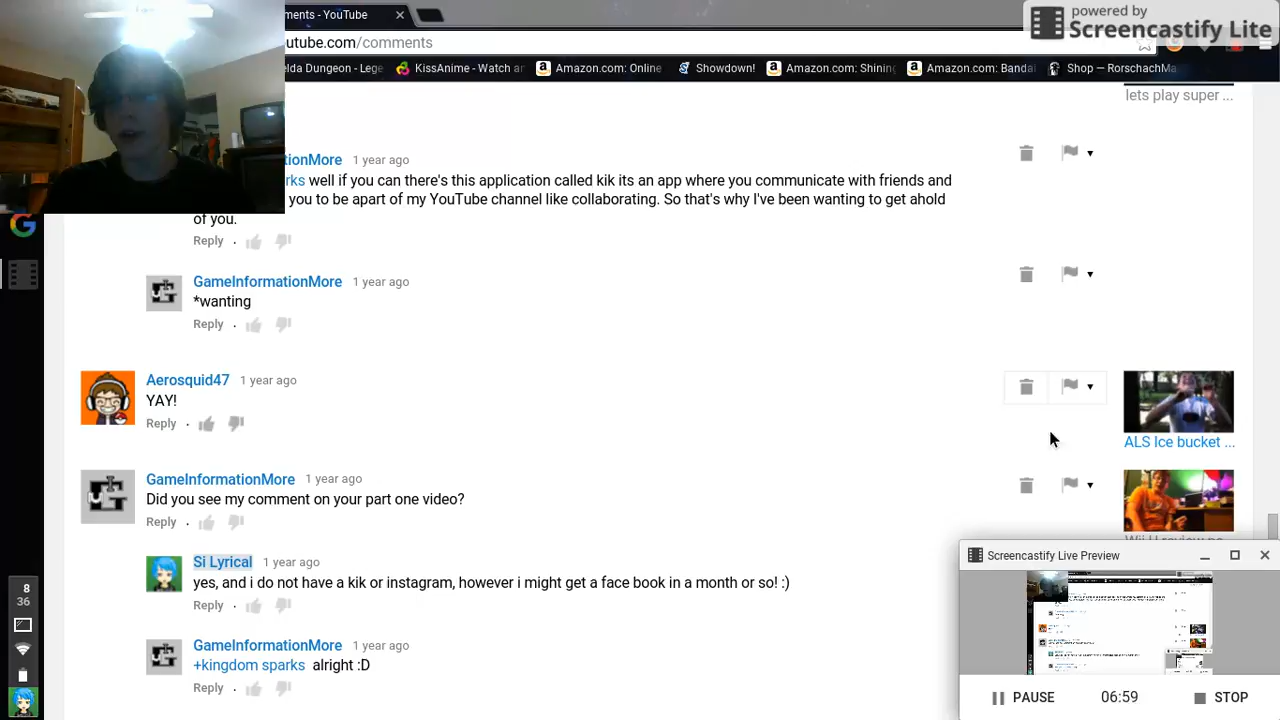 ments - YouTube
powered by
Screencastify Lite
utube.com/comments
elda Dungeon - Lege
KissAnime - Watch an
Amazon.com: Online
Showdown!
Amazon.com: Shining
Amazon.com: Bandai
Shop — RorschachMa
lets play super ...
tionMore 1 year ago
rks well if you can there's this application called kik its an app where you communicate with friends and
you to be apart of my YouTube channel like collaborating. So that's why I've been wanting to get ahold
of you.
Reply
GameInformationMore 1 year ago
*wanting
Reply
Aerosquid47 1 year ago
YAY!
Reply
ALS Ice bucket ...
GameInformationMore 1 year ago
Did you see my comment on your part one video?
Reply
Si Lyrical 1 year ago
yes, and i do not have a kik or instagram, however i might get a face book in a month or so! :)
Reply
GameInformationMore 1 year ago
+kingdom sparks alright :D
Reply
Screencastify Live Preview
PAUSE 06:59 STOP
8
36